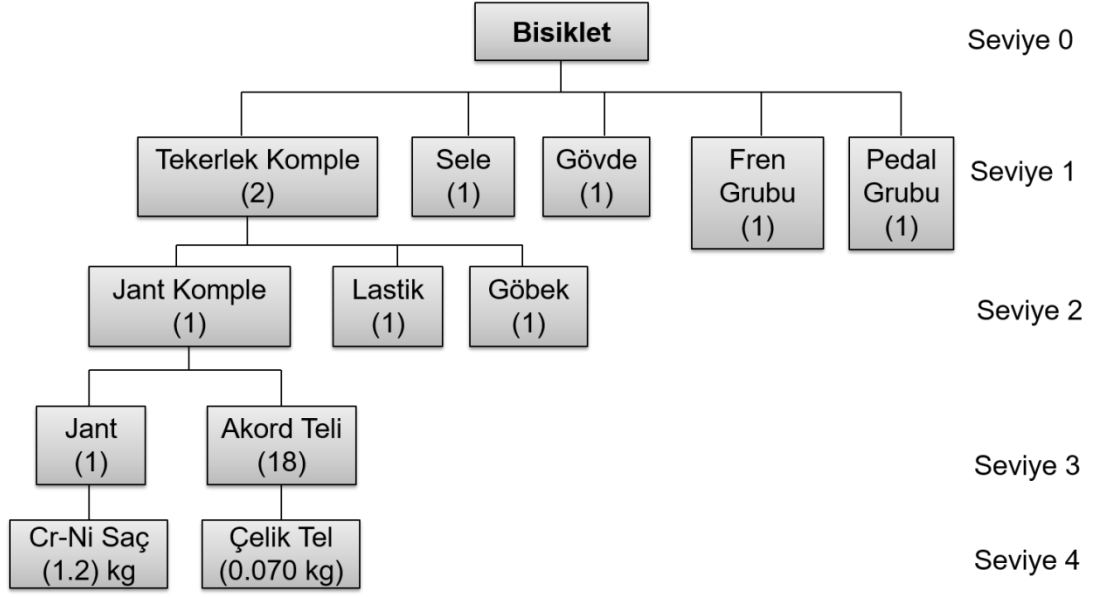 Bisiklet
Seviye 0
Tekerlek Komple
(2)
Sele
(1)
Gövde
(1)
Fren
Grubu
(1)
Pedal
Grubu
(1)
Seviye 1
Jant Komple
(1)
Lastik
(1)
Göbek
(1)
Seviye 2
Jant
(1)
Akord Teli
(18)
Seviye 3
Cr-Ni Saç
(1.2) kg
Çelik Tel
(0.070 kg)
Seviye 4